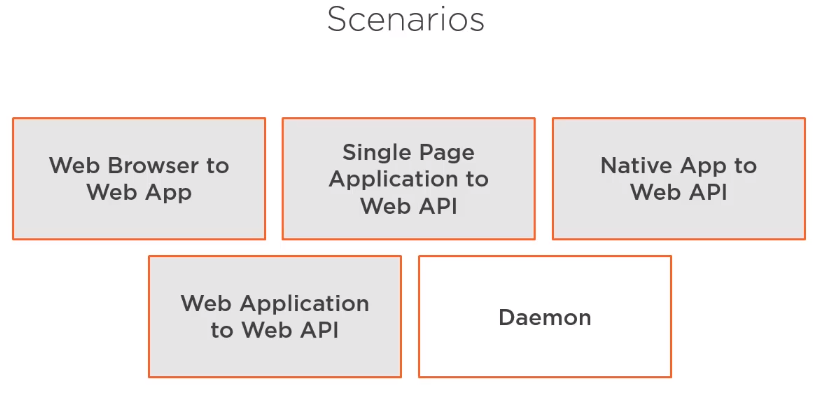 Scenarios
Web Browser to
Web App
Single Page
Application to
Web API
Native App to
Web API
Web Application
to Web API
Daemon